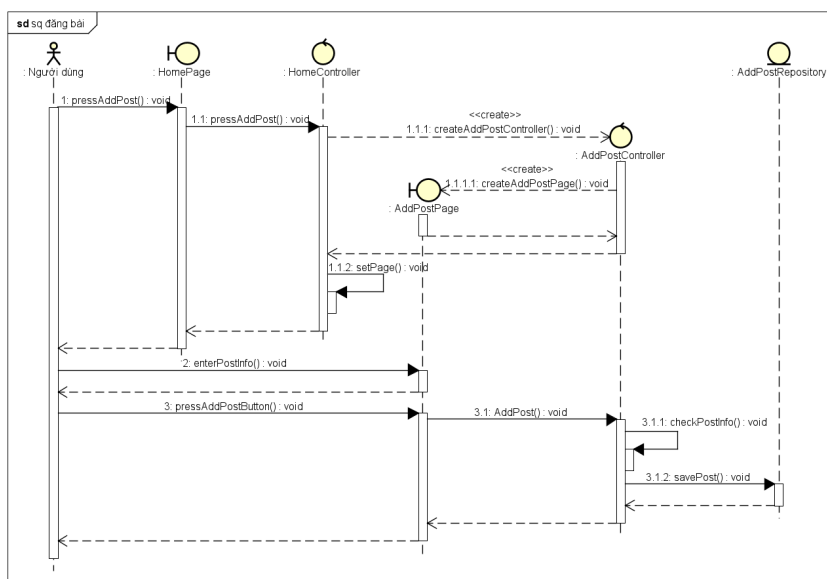 sd sq đăng bài
: Người dùng
: HomePage
: HomeController
: AddPostRepository
1: pressAddPost() : void
1.1: pressAddPost() : void
<<create>>
1.1.1: createAddPostController() : void
: AddPostController
<<create>>
1.1.1.1: createAddPostPage() : void
: AddPostPage
1.1.2: setPage() : void
2: enterPostInfo() : void
3: pressAddPostButton() : void
3.1: AddPost() : void
3.1.1: checkPostInfo() : void
3.1.2: savePost() : void